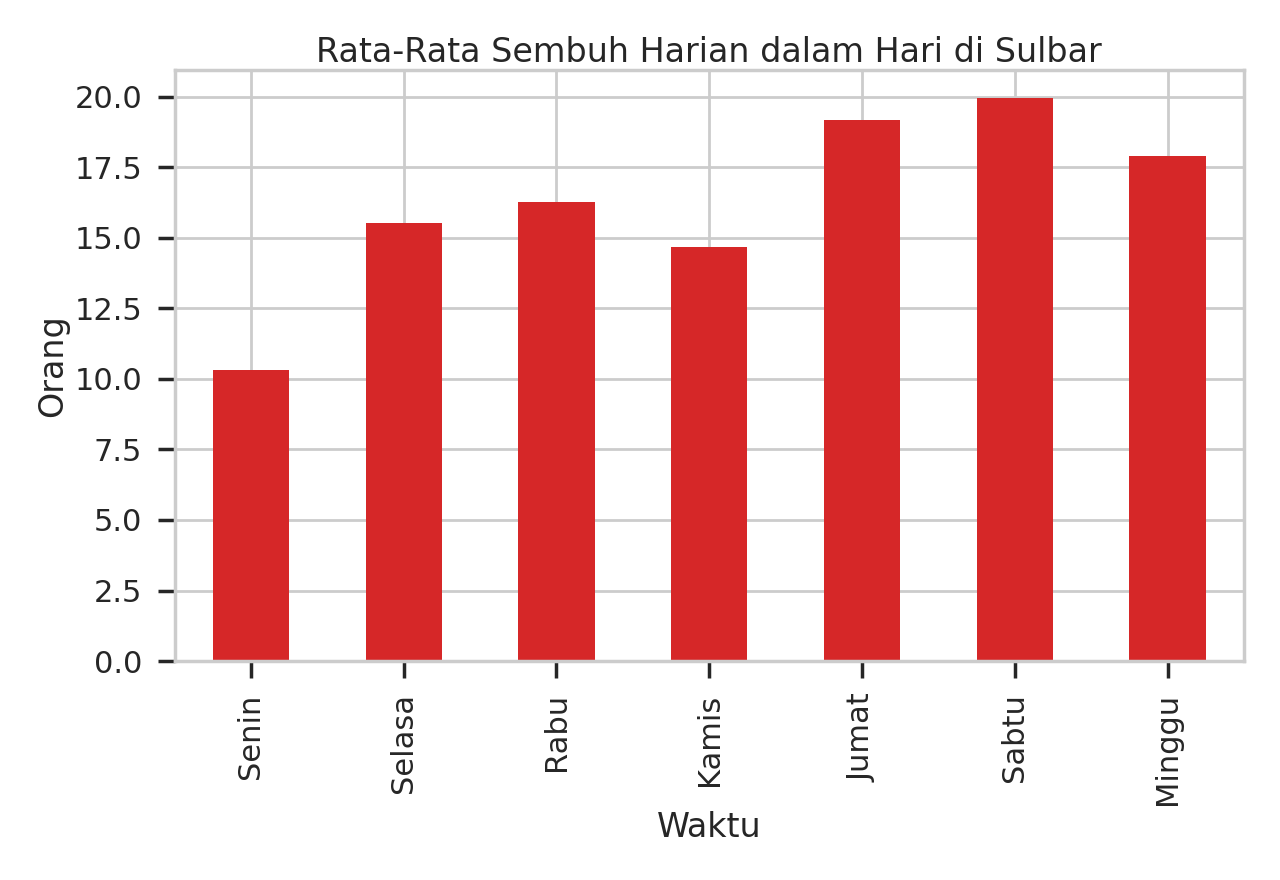 Rata-Rata Sembuh Harian dalam Hari di Sulbar
Orang
20.0
17.5
15.0
12.5
10.0
7.5
5.0
2.5
0.0
Senin
Selasa
Rabu
Kamis
Jumat
Sabtu
Minggu
Waktu